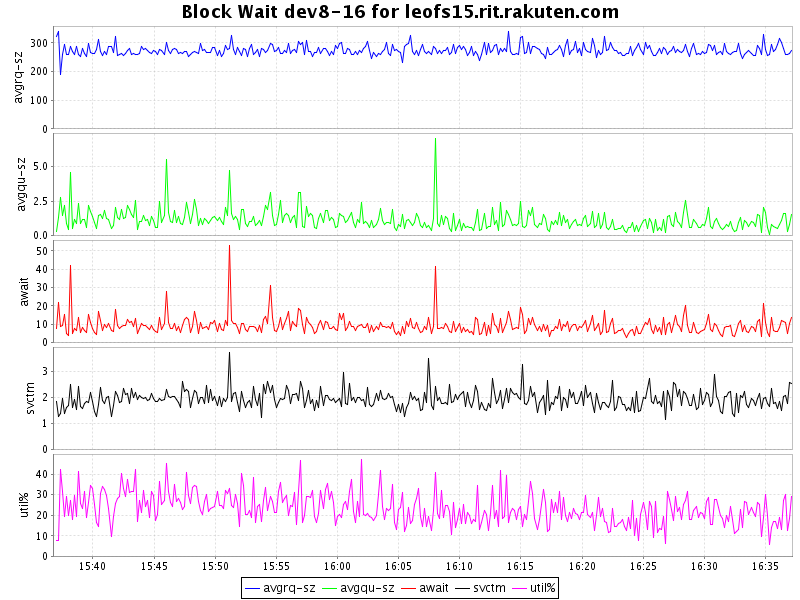 Block Wait dev8-16 for leofs15.rit.rakuten.com
avgrq-sz
300
200
100
0
avgqu-sz
5.0
2.5
0.0
await
50
40
30
20
10
0
svctm
3
2
1
0
util%
40
30
20
10
0
15:40 15:45 15:50 15:55 16:00 16:05 16:10 16:15 16:20 16:25 16:30 16:35
avgrq-sz avgqu-sz await svctm util%